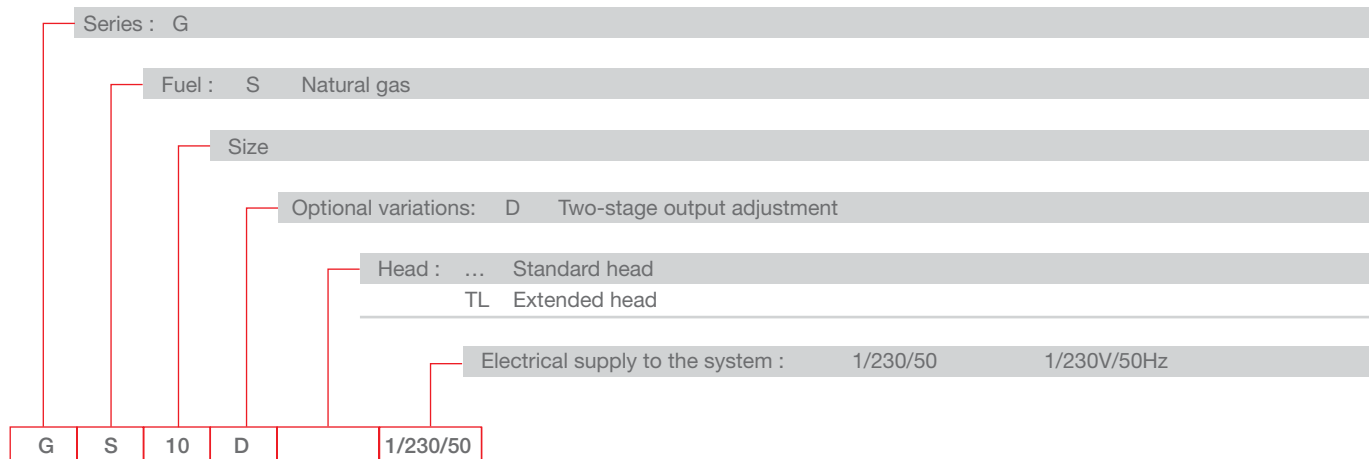 Series : G
Fuel : S Natural gas
Size
Optional variations: D Two-stage output adjustment
Head : … Standard head
TL Extended head
Electrical supply to the system : 1/230/50 1/230V/50Hz
G S 10 D 1/230/50